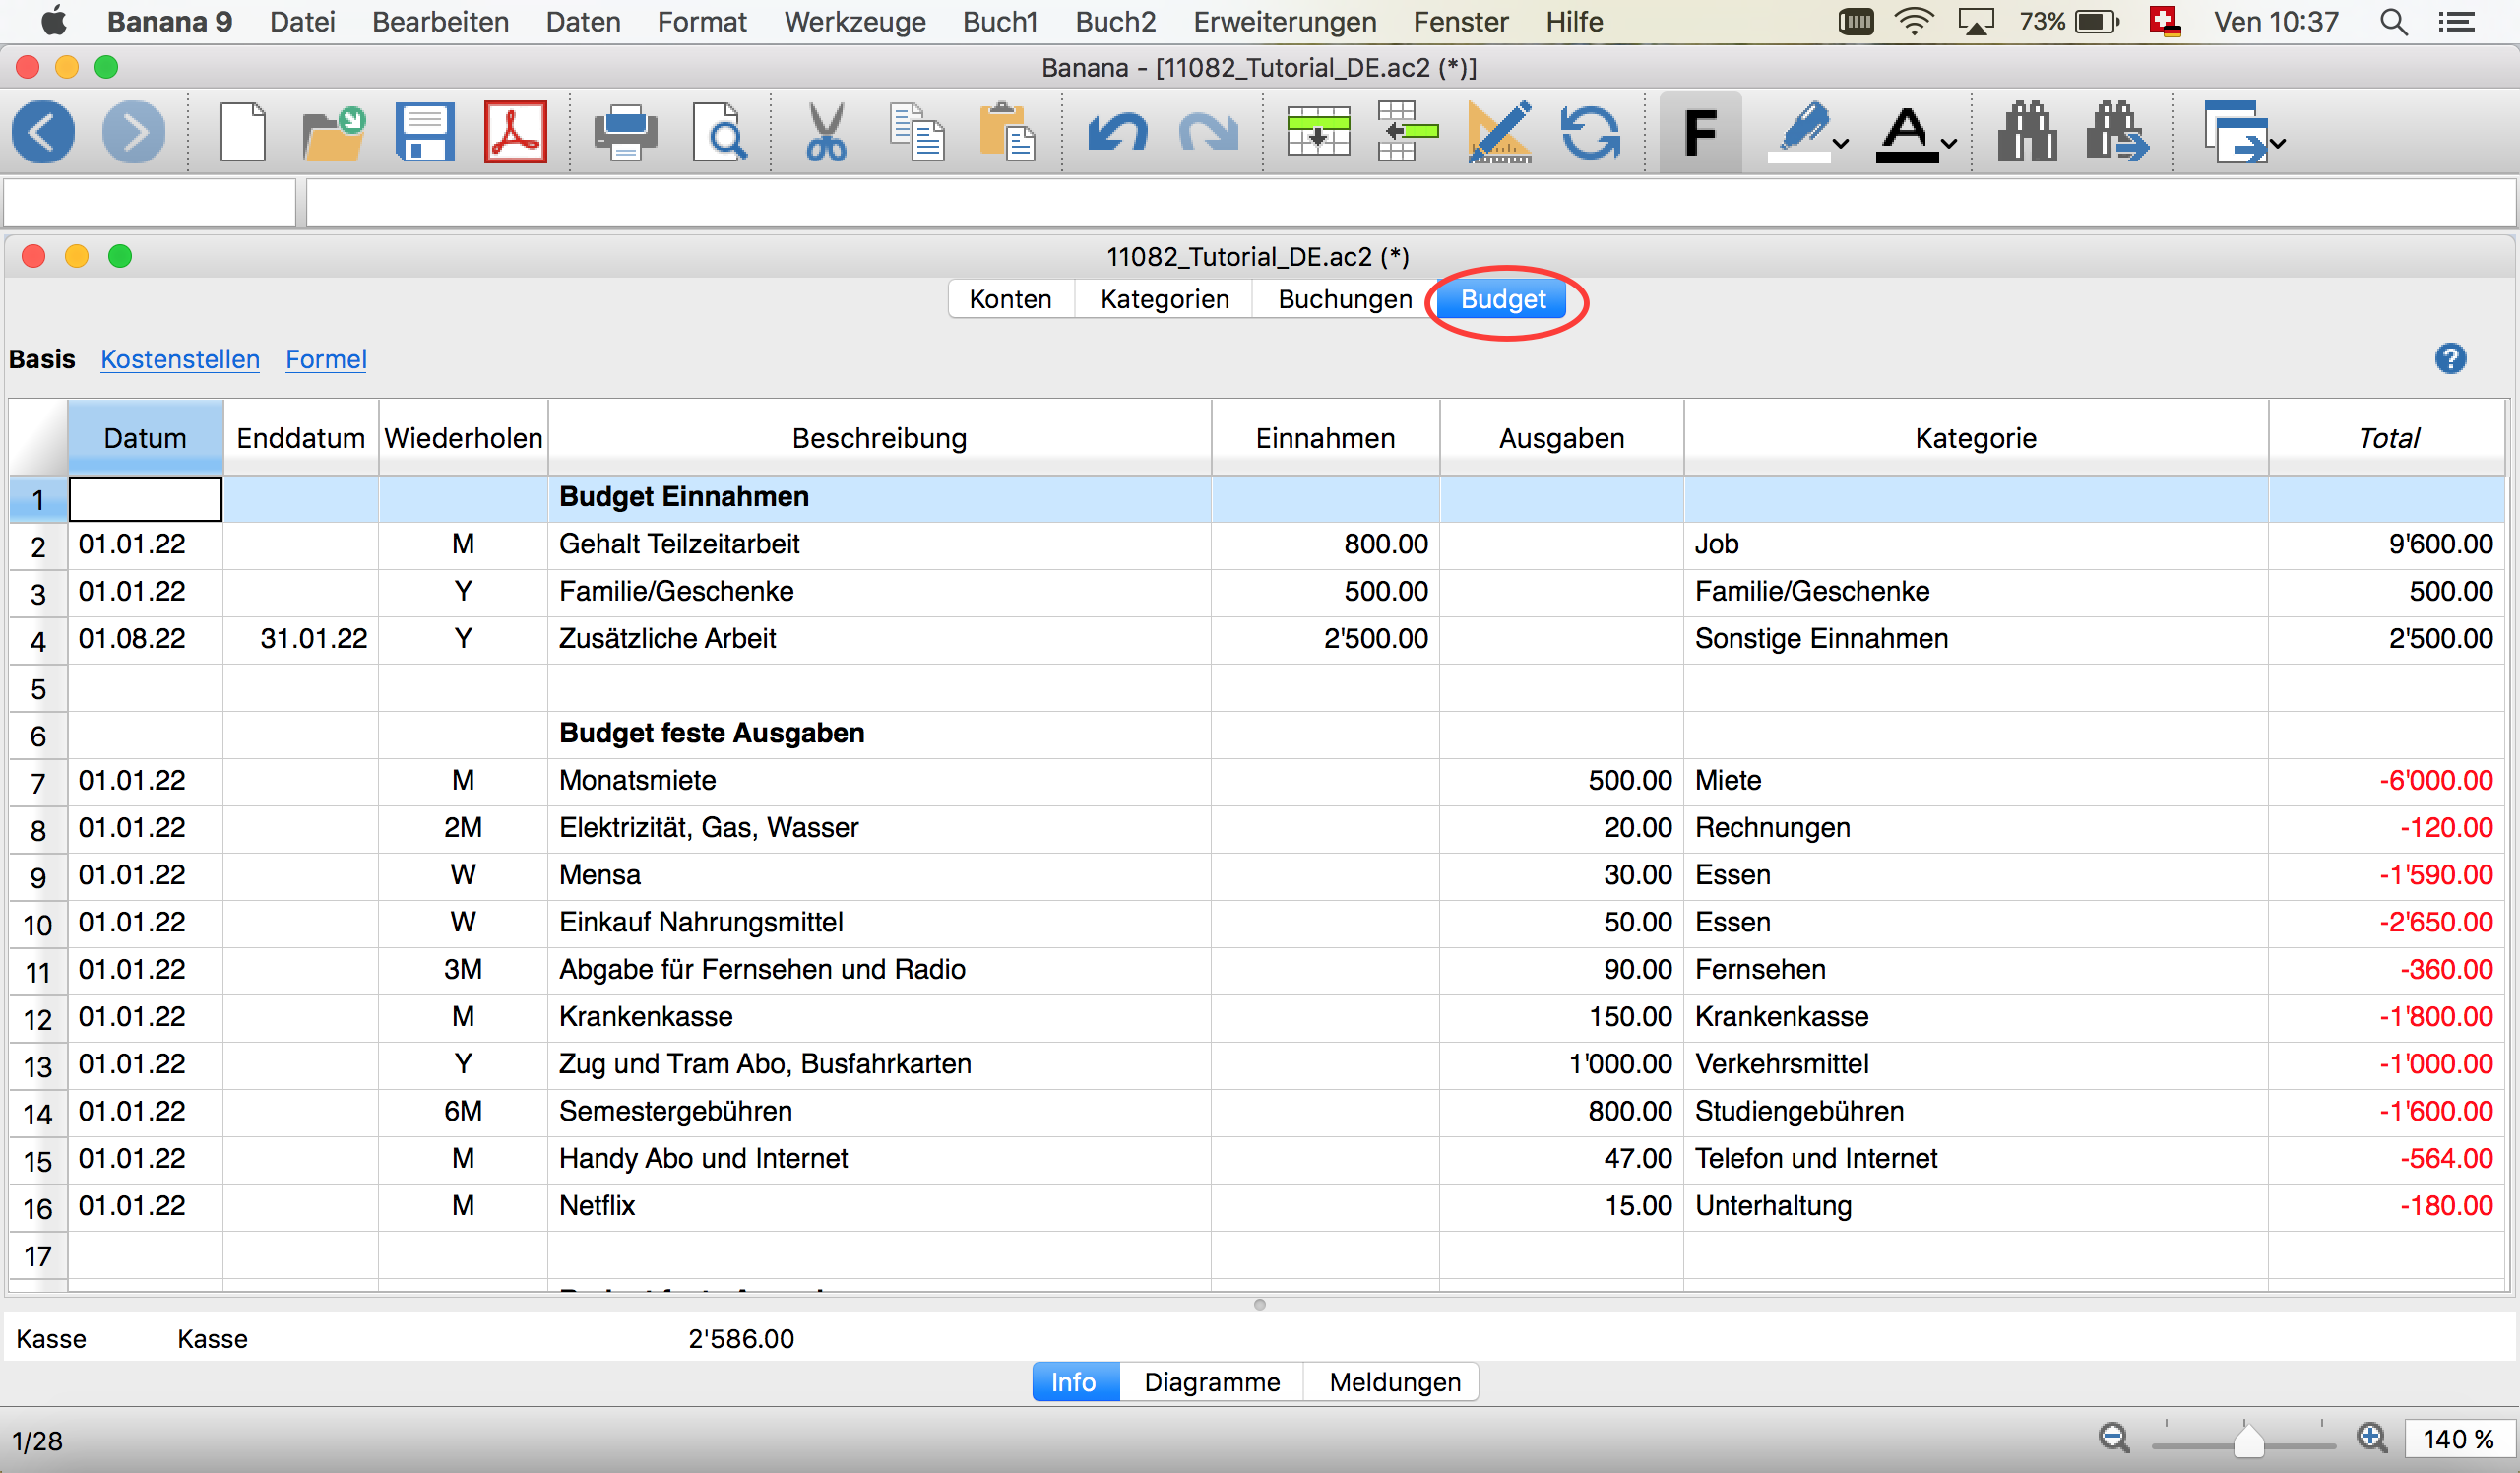 Banana 9 Datei Bearbeiten Daten Format Werkzeuge Buch1 Buch2 Erweiterungen Fenster Hilfe 73% Ven 10:37
Banana - [11082_Tutorial_DE.ac2 (*)]
F A
11082_Tutorial_DE.ac2 (*)
Konten Kategorien Buchungen Budget
Basis Kostenstellen Formel ?
Datum Enddatum Wiederholen Beschreibung Einnahmen Ausgaben Kategorie Total
1 Budget Einnahmen
2 01.01.22 M Gehalt Teilzeitarbeit 800.00 Job 9'600.00
3 01.01.22 Y Familie/Geschenke 500.00 Familie/Geschenke 500.00
4 01.08.22 31.01.22 Y Zusätzliche Arbeit 2'500.00 Sonstige Einnahmen 2'500.00
5
6 Budget feste Ausgaben
7 01.01.22 M Monatsmiete 500.00 Miete -6'000.00
8 01.01.22 2M Elektrizität, Gas, Wasser 20.00 Rechnungen -120.00
9 01.01.22 W Mensa 30.00 Essen -1'590.00
10 01.01.22 W Einkauf Nahrungsmittel 50.00 Essen -2'650.00
11 01.01.22 3M Abgabe für Fernsehen und Radio 90.00 Fernsehen -360.00
12 01.01.22 M Krankenkasse 150.00 Krankenkasse -1'800.00
13 01.01.22 Y Zug und Tram Abo, Busfahrkarten 1'000.00 Verkehrsmittel -1'000.00
14 01.01.22 6M Semestergebühren 800.00 Studiengebühren -1'600.00
15 01.01.22 M Handy Abo und Internet 47.00 Telefon und Internet -564.00
16 01.01.22 M Netflix 15.00 Unterhaltung -180.00
17
Kasse Kasse 2'586.00
Info Diagramme Meldungen
1/28 140 %